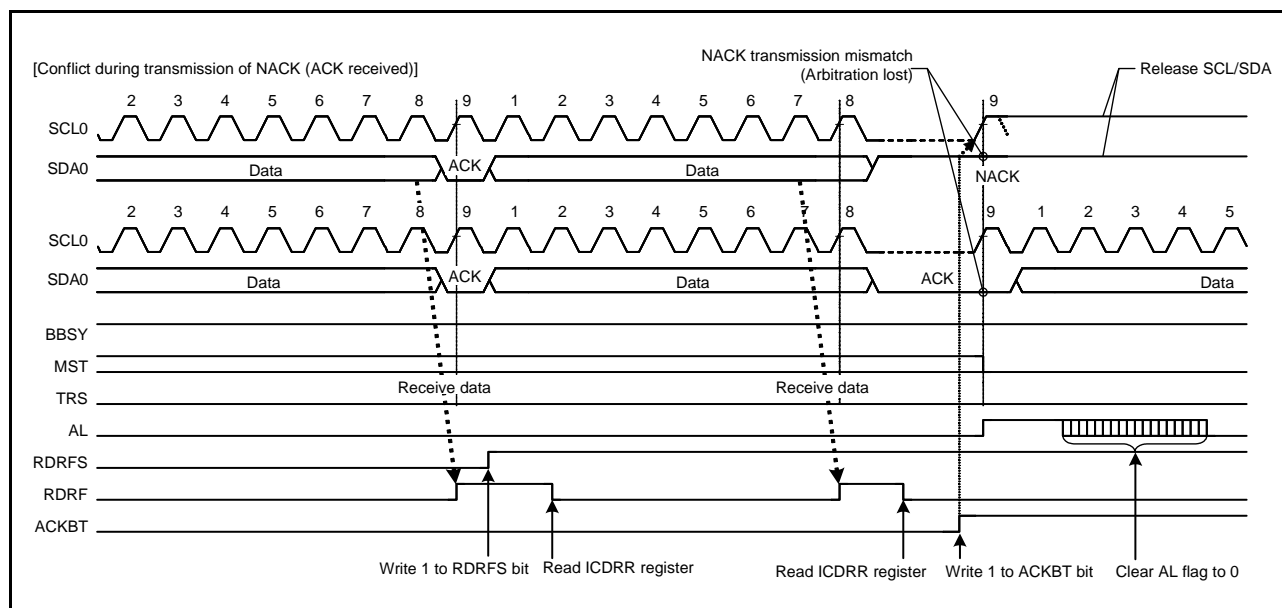 NACK transmission mismatch
(Arbitration lost)
Release SCL/SDA
[Conflict during transmission of NACK (ACK received)]
2 3 4 5 6 7 8 9 1 2 3 4 5 6 7 8 9
SCL0
SDA0
Data ACK Data NACK
2 3 4 5 6 7 8 9 1 2 3 4 5 6 7 8 9 1 2 3 4 5
SCL0
SDA0
Data ACK Data ACK Data
BBSY
MST
Receive data Receive data
TRS
AL
RDRFS
RDRF
ACKBT
Write 1 to RDRFS bit Read ICDRR register Read ICDRR register Write 1 to ACKBT bit Clear AL flag to 0